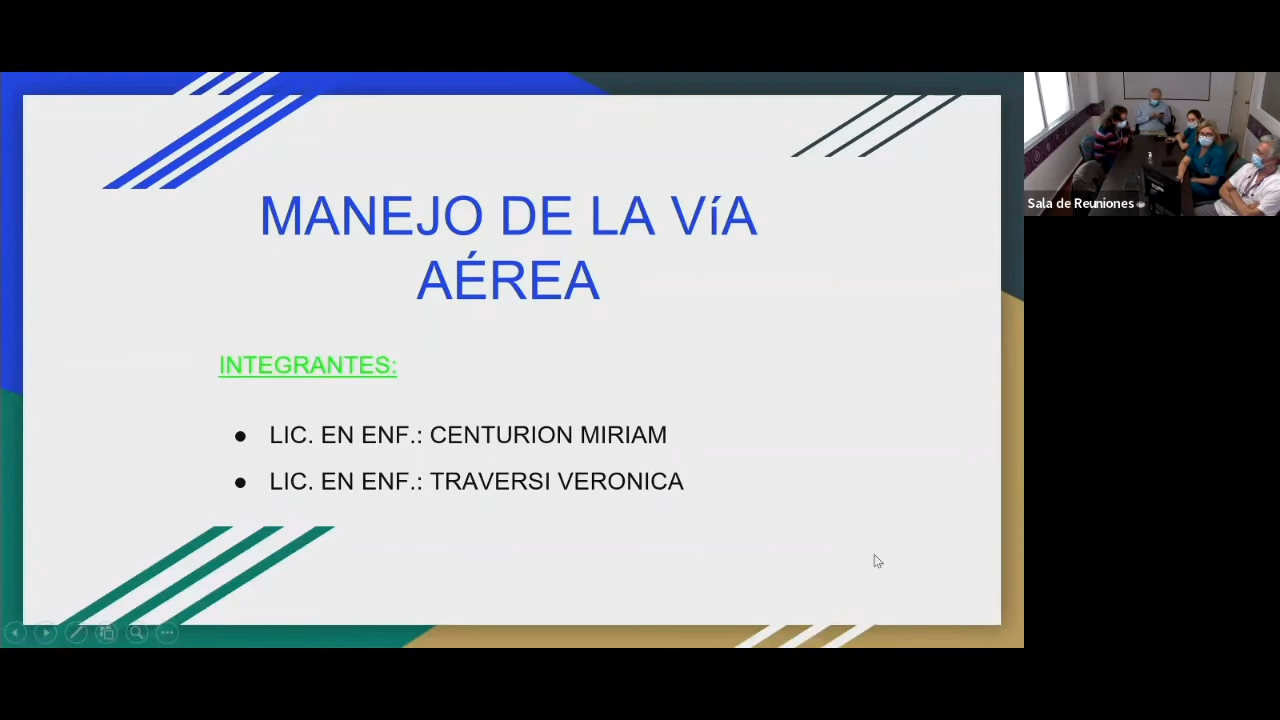 MANEJO DE LA VíA
AÉREA
INTEGRANTES:
● LIC. EN ENF.: CENTURION MIRIAM
● LIC. EN ENF.: TRAVERSI VERONICA
Sala de Reuniones